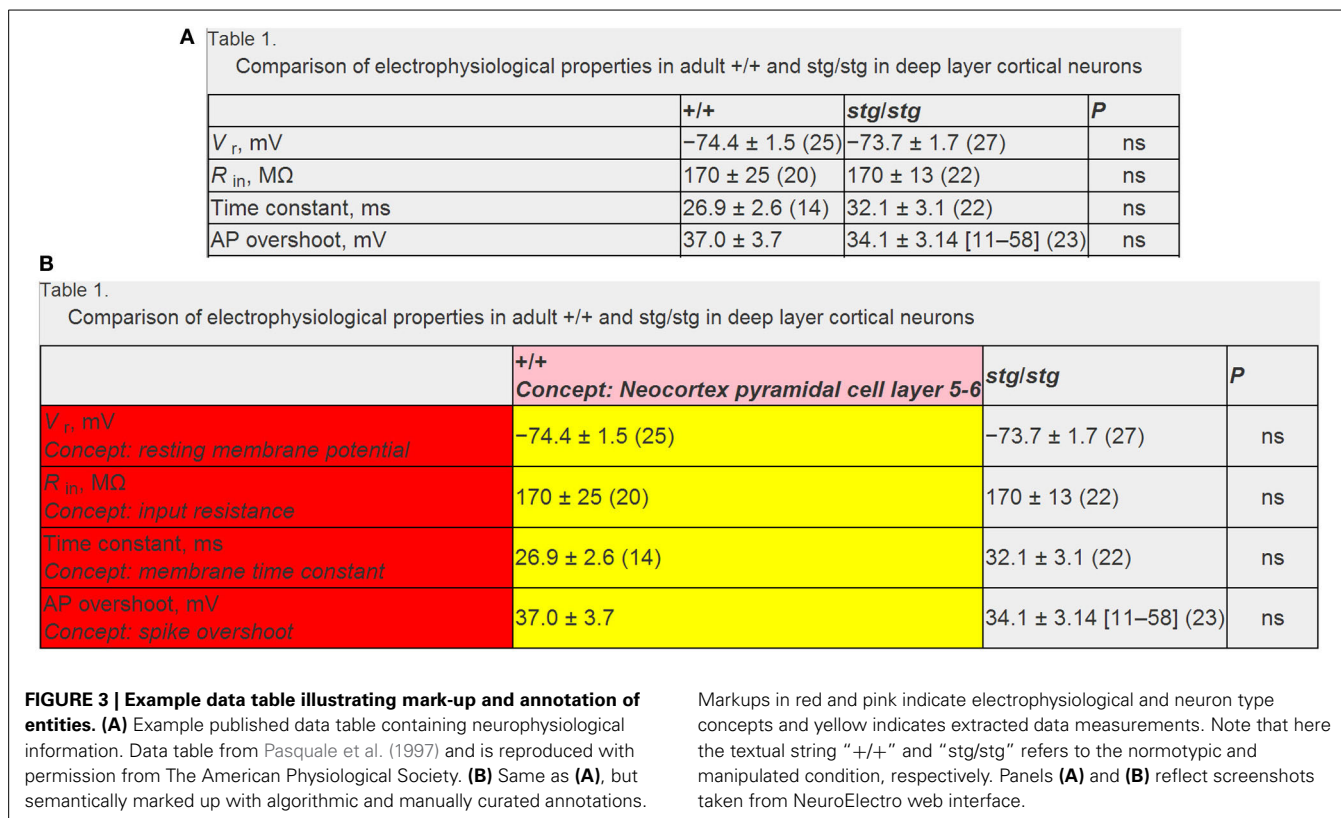 A Table 1.
Comparison of electrophysiological properties in adult +/+ and stg/stg in deep layer cortical neurons
+/+ stg/stg P
V r, mV −74.4 ± 1.5 (25) −73.7 ± 1.7 (27) ns
R in, MΩ 170 ± 25 (20) 170 ± 13 (22) ns
Time constant, ms 26.9 ± 2.6 (14) 32.1 ± 3.1 (22) ns
AP overshoot, mV 37.0 ± 3.7 34.1 ± 3.14 [11–58] (23) ns
B
Table 1.
Comparison of electrophysiological properties in adult +/+ and stg/stg in deep layer cortical neurons
+/+
Concept: Neocortex pyramidal cell layer 5-6
stg/stg P
V r, mV
Concept: resting membrane potential
−74.4 ± 1.5 (25) −73.7 ± 1.7 (27) ns
R in, MΩ
Concept: input resistance
170 ± 25 (20) 170 ± 13 (22) ns
Time constant, ms
Concept: membrane time constant
26.9 ± 2.6 (14) 32.1 ± 3.1 (22) ns
AP overshoot, mV
Concept: spike overshoot
37.0 ± 3.7 34.1 ± 3.14 [11–58] (23) ns
FIGURE 3 | Example data table illustrating mark-up and annotation of
entities. (A) Example published data table containing neurophysiological
information. Data table from Pasquale et al. (1997) and is reproduced with
permission from The American Physiological Society. (B) Same as (A), but
semantically marked up with algorithmic and manually curated annotations.
Markups in red and pink indicate electrophysiological and neuron type
concepts and yellow indicates extracted data measurements. Note that here
the textual string "+/+" and "stg/stg" refers to the normotypic and
manipulated condition, respectively. Panels (A) and (B) reflect screenshots
taken from NeuroElectro web interface.